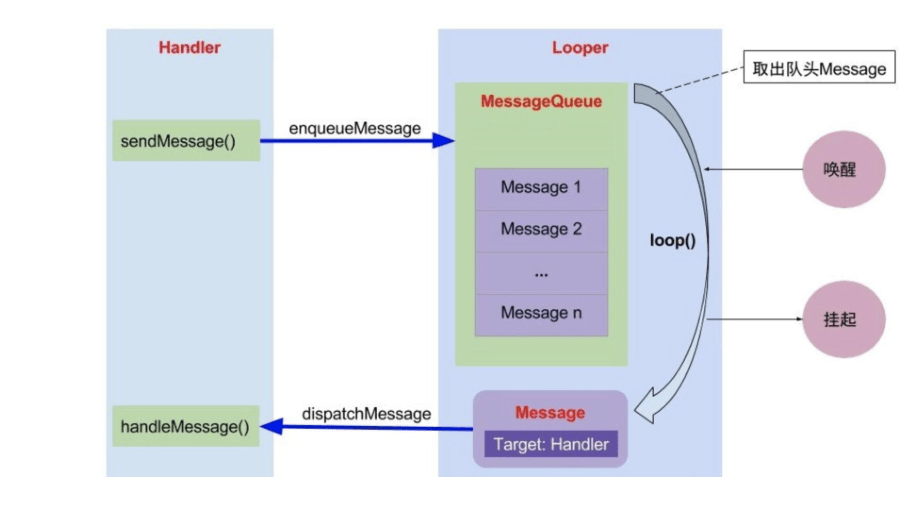 Handler
Looper
取出队头Message
MessageQueue
enqueueMessage
sendMessage()
唤醒
Message 1
Message 2
...
Message n
loop()
挂起
dispatchMessage
handleMessage()
Message
Target: Handler